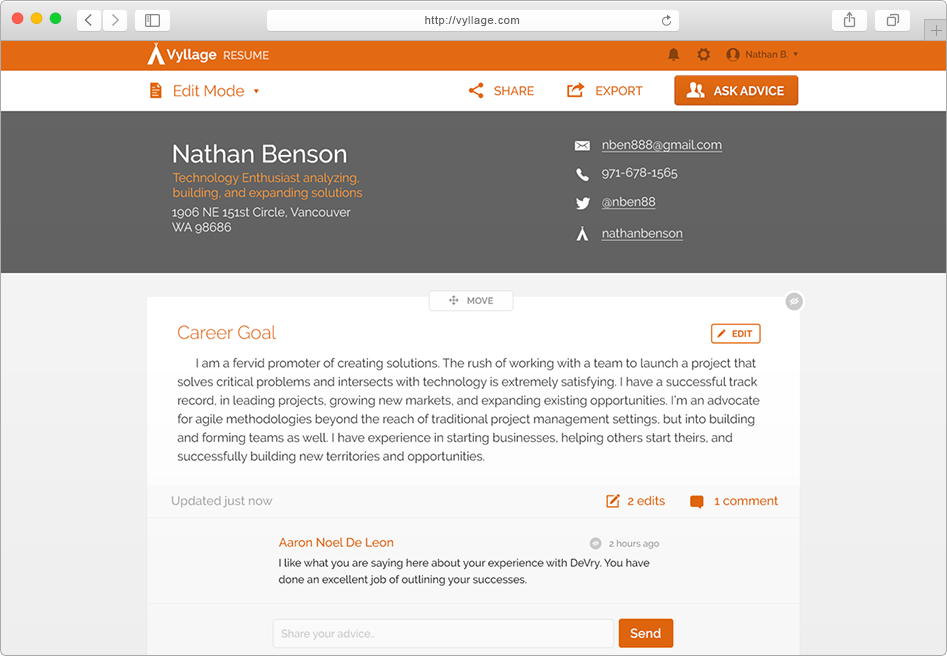 http://vyllage.com
Vyllage RESUME
Nathan B.
Edit Mode
SHARE
EXPORT
ASK ADVICE
Nathan Benson
Technology Enthusiast analyzing,
building, and expanding solutions
1906 NE 151st Circle, Vancouver
WA 98686
nben888@gmail.com
971-678-1565
@nben88
nathanbenson
MOVE
Career Goal
EDIT
I am a fervid promoter of creating solutions. The rush of working with a team to launch a project that
solves critical problems and intersects with technology is extremely satisfying. I have a successful track
record, in leading projects, growing new markets, and expanding existing opportunities. I'm an advocate
for agile methodologies beyond the reach of traditional project management settings, but into building
and forming teams as well. I have experience in starting businesses, helping others start theirs, and
successfully building new territories and opportunities.
Updated just now
2 edits
1 comment
Aaron Noel De Leon
2 hours ago
I like what you are saying here about your experience with DeVry. You have
done an excellent job of outlining your successes.
Share your advice..
Send